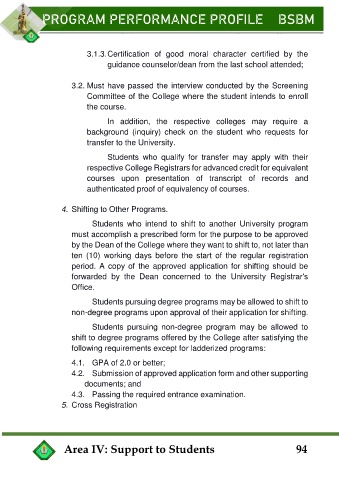 PROGRAM PERFORMANCE PROFILE BSBM
3.1.3. Certification of good moral character certified by the
guidance counselor/dean from the last school attended;
3.2. Must have passed the interview conducted by the Screening
Committee of the College where the student intends to enroll
the course.
In addition, the respective colleges may require a
background (inquiry) check on the student who requests for
transfer to the University.
Students who qualify for transfer may apply with their
respective College Registrars for advanced credit for equivalent
courses upon presentation of transcript of records and
authenticated proof of equivalency of courses.
4. Shifting to Other Programs.
Students who intend to shift to another University program
must accomplish a prescribed form for the purpose to be approved
by the Dean of the College where they want to shift to, not later than
ten (10) working days before the start of the regular registration
period. A copy of the approved application for shifting should be
forwarded by the Dean concerned to the University Registrar's
Office.
Students pursuing degree programs may be allowed to shift to
non-degree programs upon approval of their application for shifting.
Students pursuing non-degree program may be allowed to
shift to degree programs offered by the College after satisfying the
following requirements except for ladderized programs:
4.1. GPA of 2.0 or better;
4.2. Submission of approved application form and other supporting
documents; and
4.3. Passing the required entrance examination.
5. Cross Registration
Area IV: Support to Students 94